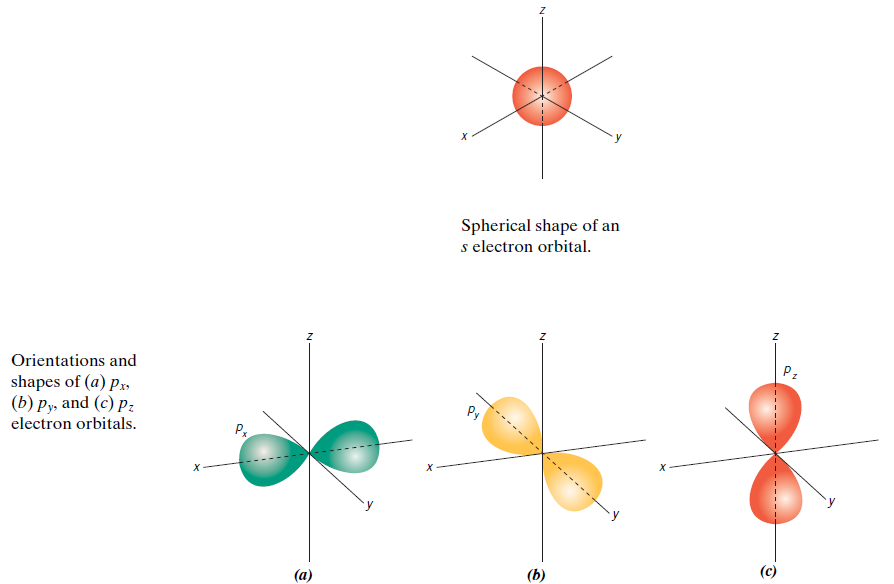 z
x
y
Spherical shape of an
s electron orbital.
Orientations and
shapes of (a) px,
(b) py, and (c) pz
electron orbitals.
z
px
x
y
(a)
z
py
x
y
(b)
z
pz
x
y
(c)